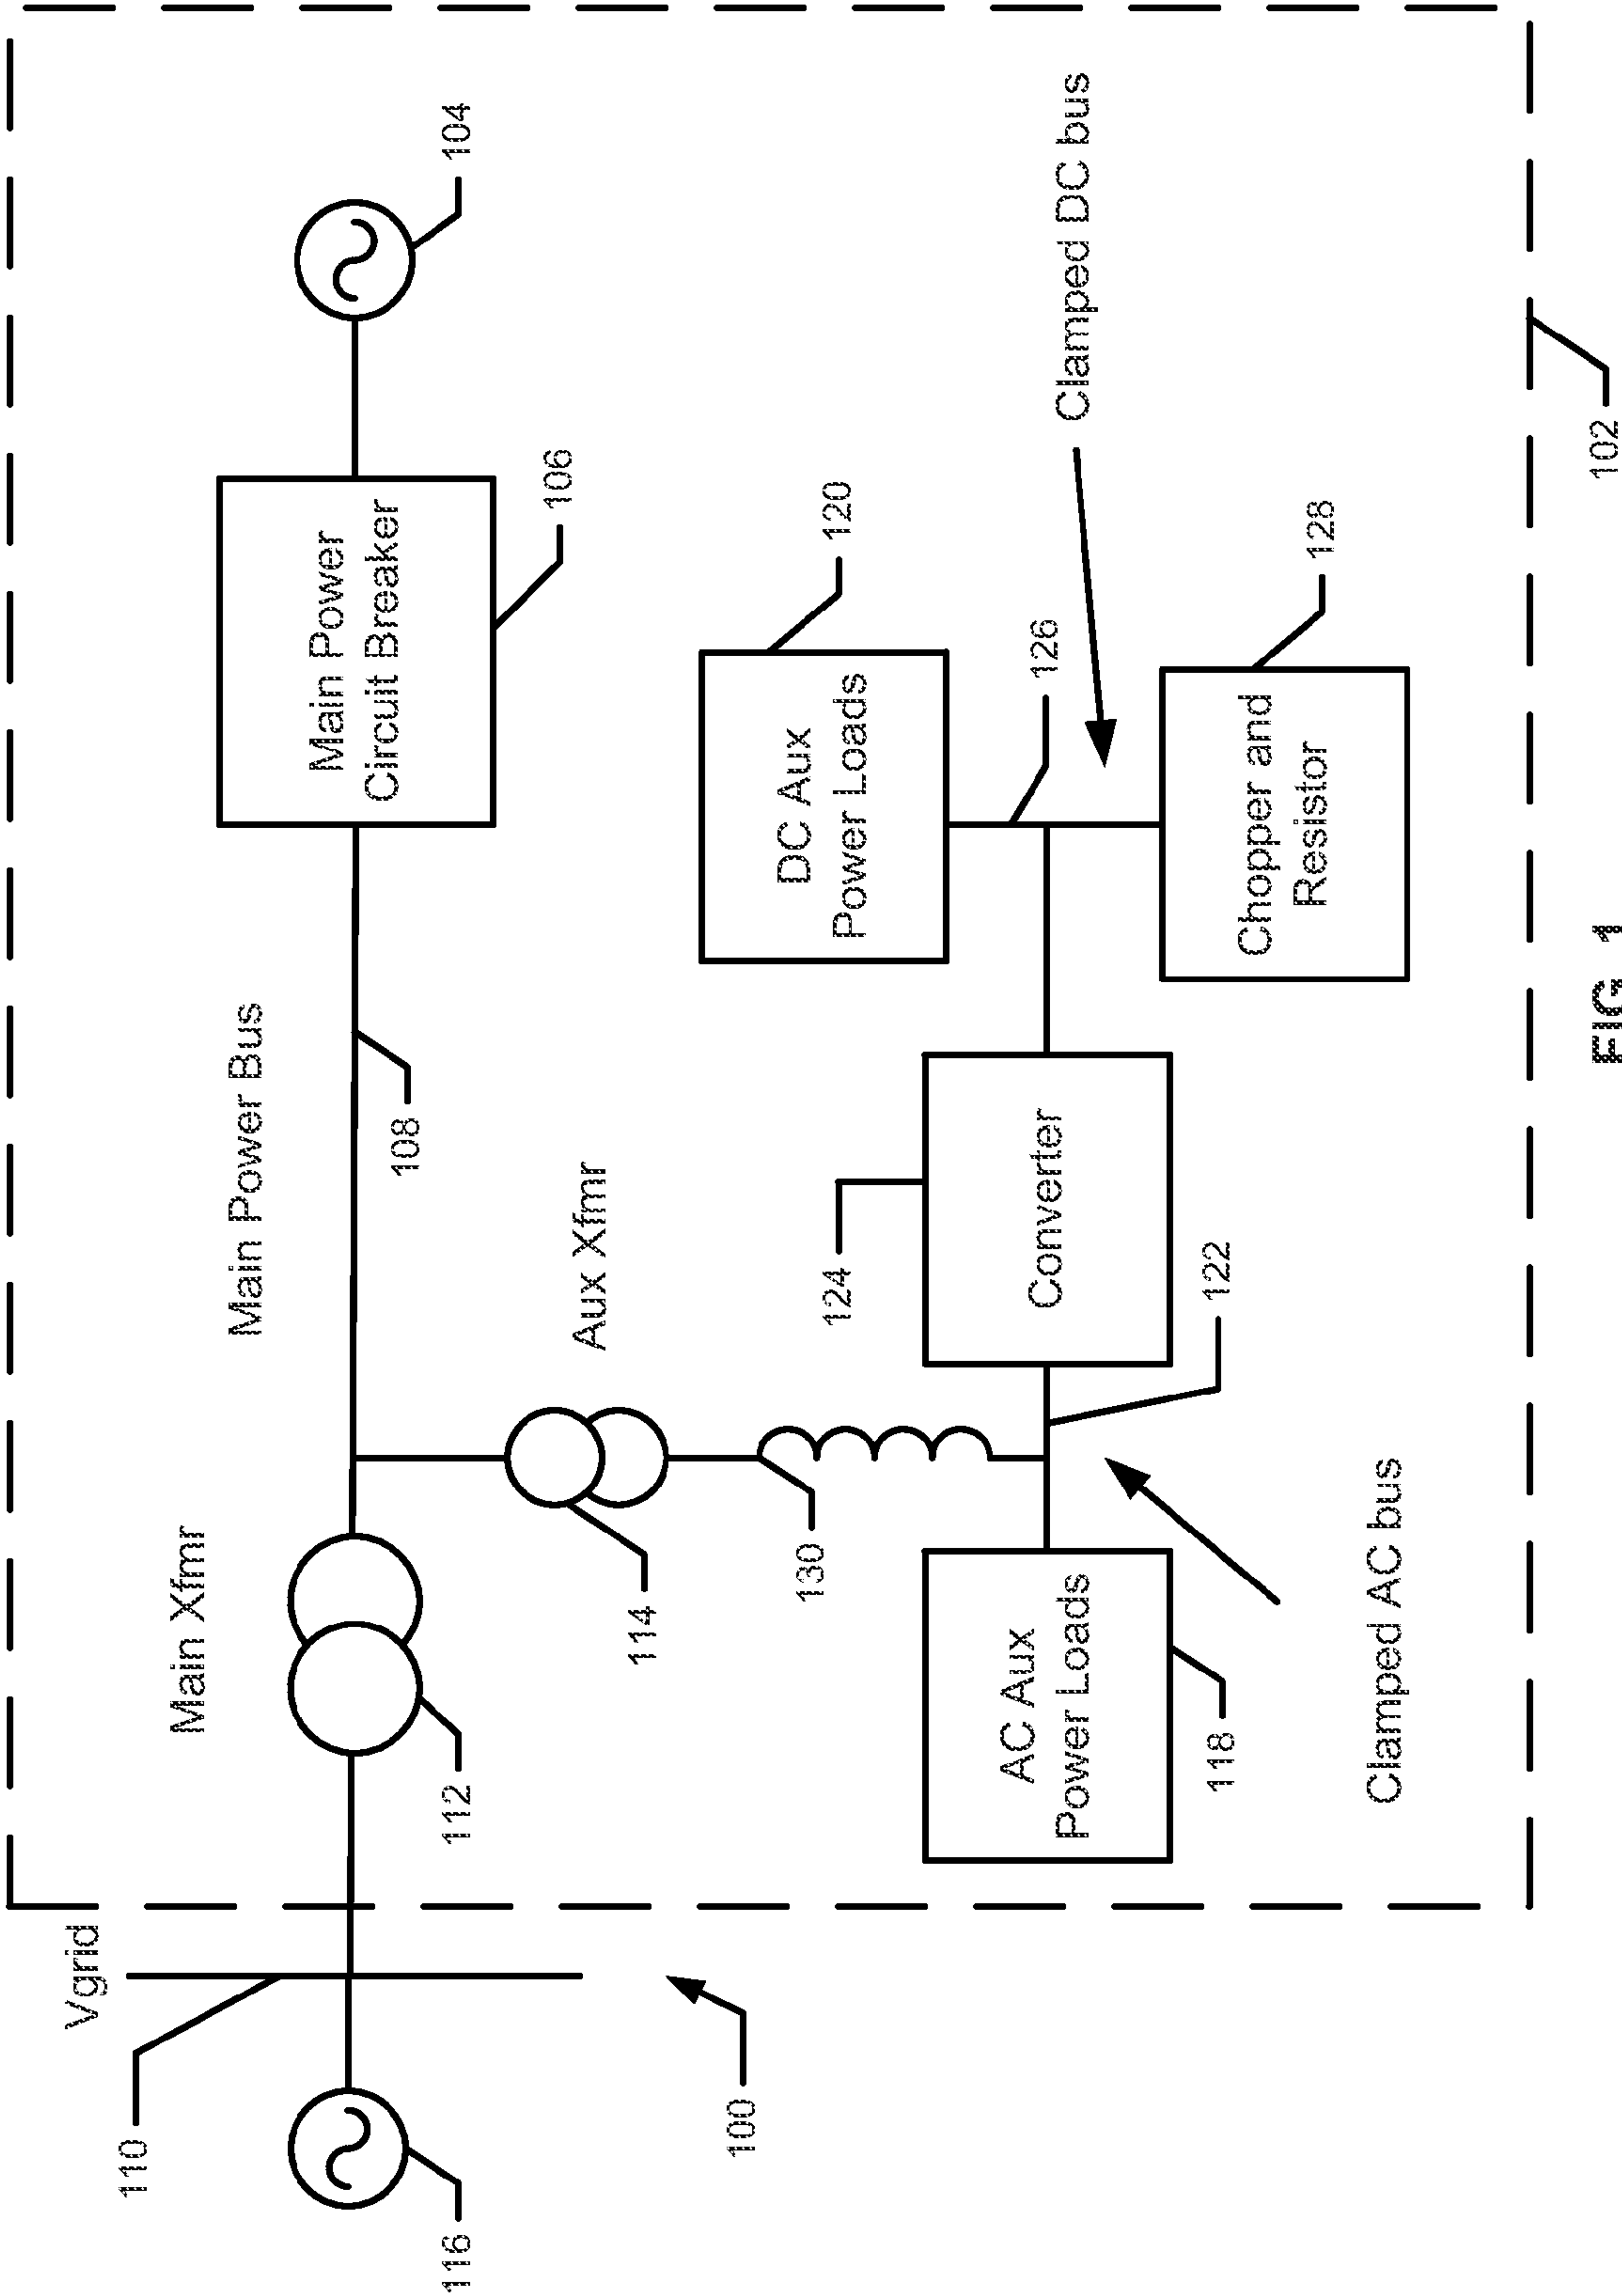 Vgrid
110
116
100
Main Xfmr
112
Main Power Bus
108
Main Power
Circuit Breaker
106
104
Aux Xfmr
114
130
124
Converter
122
AC Aux
Power Loads
118
Clamped AC bus
DC Aux
Power Loads
120
126
Clamped DC bus
Chopper and
Resistor
128
102
FIG. 1